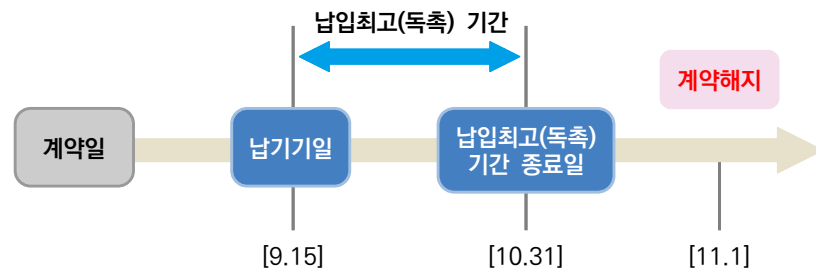 납입최고(독촉) 기간
계약해지
계약일
납기기일
납입최고(독촉)
기간 종료일
[9.15]
[10.31]
[11.1]